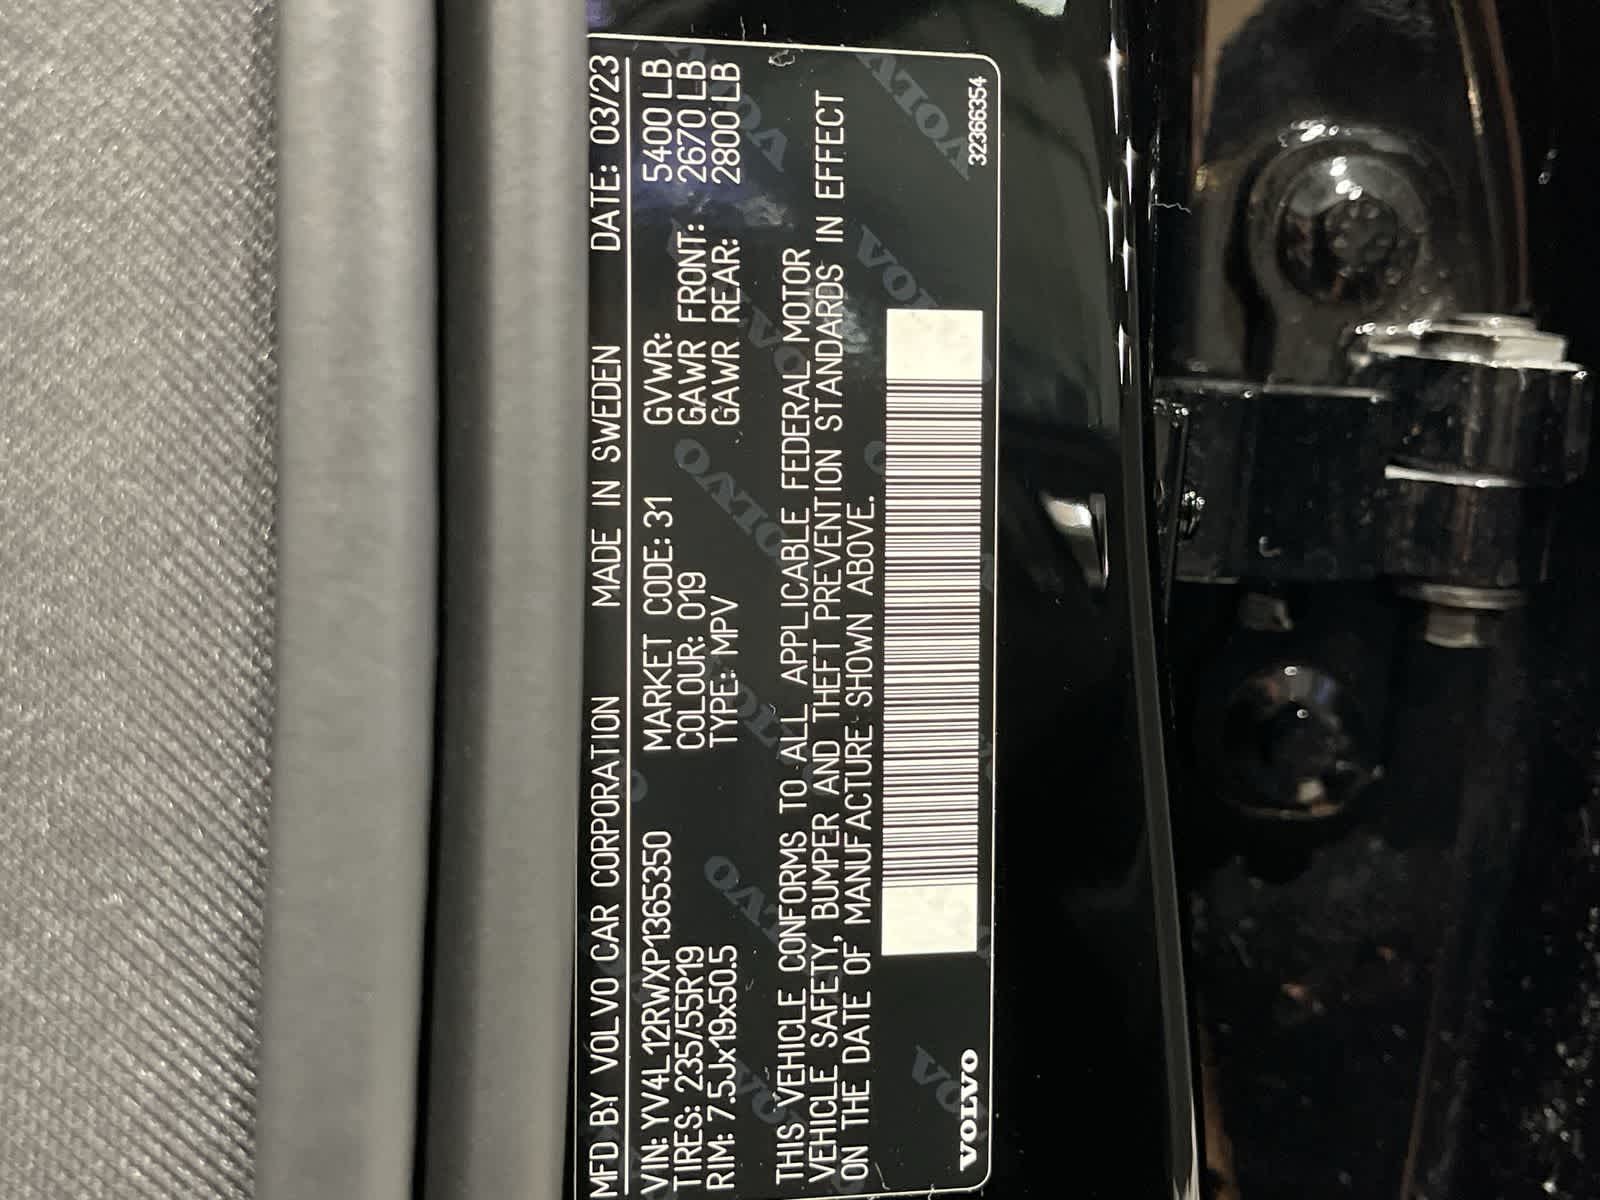 MFD BY VOLVO CAR CORPORATION MADE IN SWEDEN DATE: 03/23
VIN: YV4L12RWXP1365350 MARKET CODE: 31 GVWR: 5400 LB
TIRES: 235/55R19 COLOUR: 019 GAWR FRONT: 2670 LB
RIM: 7.5Jx19x50.5 TYPE: MPV GAWR REAR: 2800 LB
THIS VEHICLE CONFORMS TO ALL APPLICABLE FEDERAL MOTOR
VEHICLE SAFETY, BUMPER AND THEFT PREVENTION STANDARDS IN EFFECT
ON THE DATE OF MANUFACTURE SHOWN ABOVE.
VOLVO
32366354